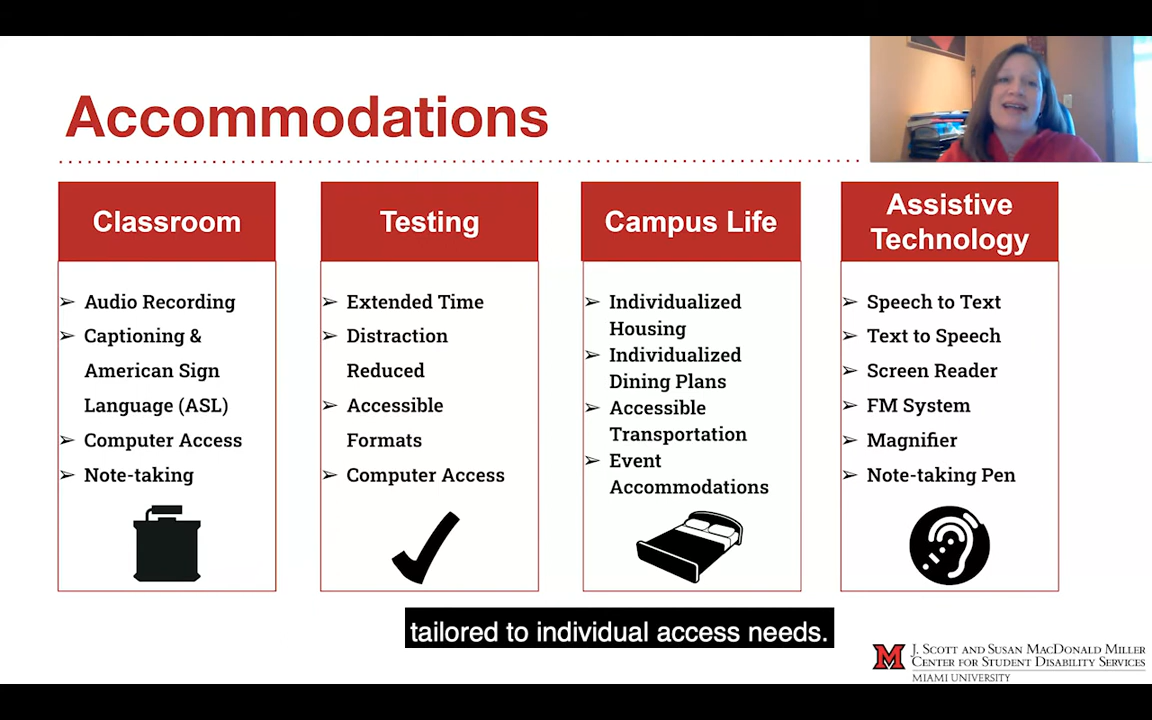 Accommodations
Classroom
➢ Audio Recording
➢ Captioning &
American Sign
Language (ASL)
➢ Computer Access
➢ Note-taking
Testing
➢ Extended Time
➢ Distraction
Reduced
➢ Accessible
Formats
➢ Computer Access
Campus Life
➢ Individualized
Housing
➢ Individualized
Dining Plans
➢ Accessible
Transportation
➢ Event
Accommodations
Assistive
Technology
➢ Speech to Text
➢ Text to Speech
➢ Screen Reader
➢ FM System
➢ Magnifier
➢ Note-taking Pen
tailored to individual access needs.
M
J. Scott and Susan MacDonald Miller
Center for Student Disability Services
MIAMI UNIVERSITY